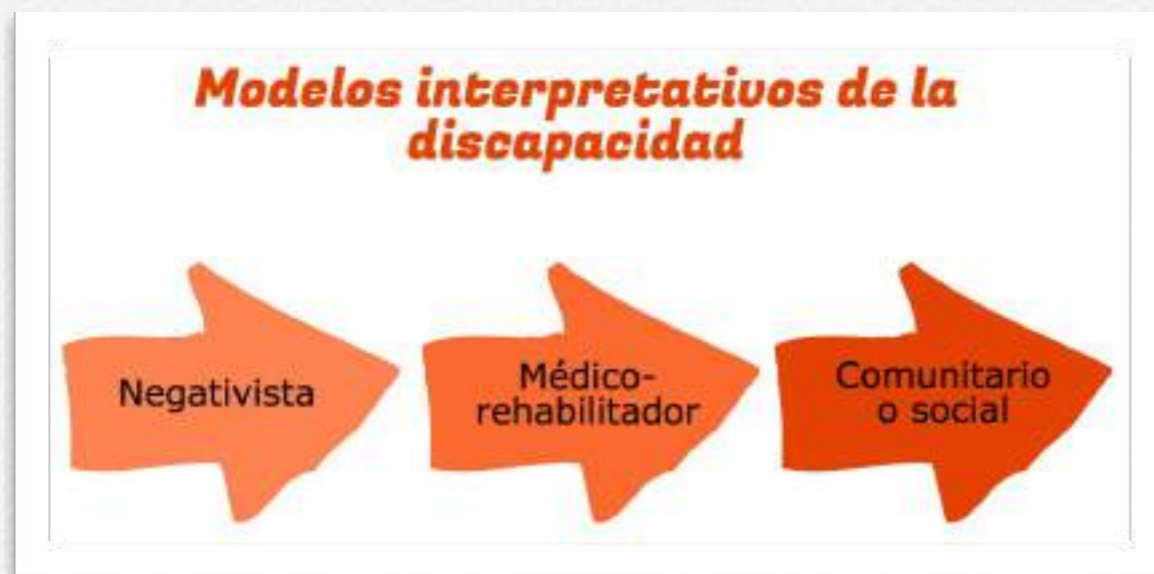 Modelos interpretativos de la
discapacidad
Negativista
Médico-
rehabilitador
Comunitario
o social